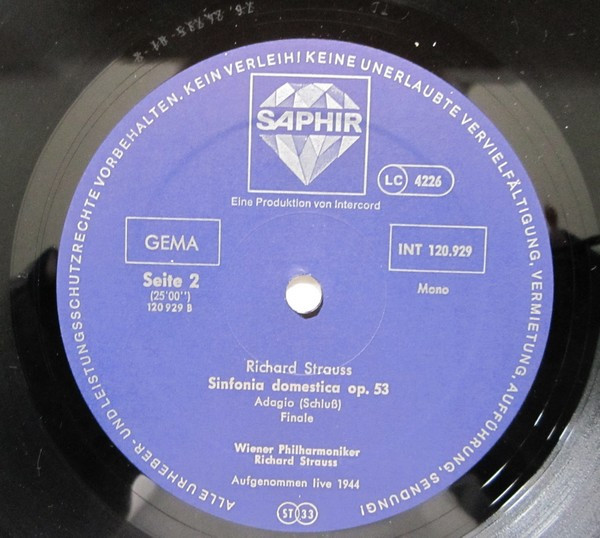 ALLE URHEBER- UND LEISTUNGSSCHUTZRECHTE VORBEHALTEN. KEIN VERLEIH! KEINE UNERLAUBTE VERVIELFÄLTIGUNG, VERMIETUNG, AUFFÜHRUNG, SENDUNG!
SAPHIR
LC 4226
Eine Produktion von Intercord
GEMA
INT 120.929
Seite 2
(25'00'')
120 929 B
Mono
Richard Strauss
Sinfonia domestica op. 53
Adagio (Schluß)
Finale
Wiener Philharmoniker
Richard Strauss
Aufgenommen live 1944
ST 33